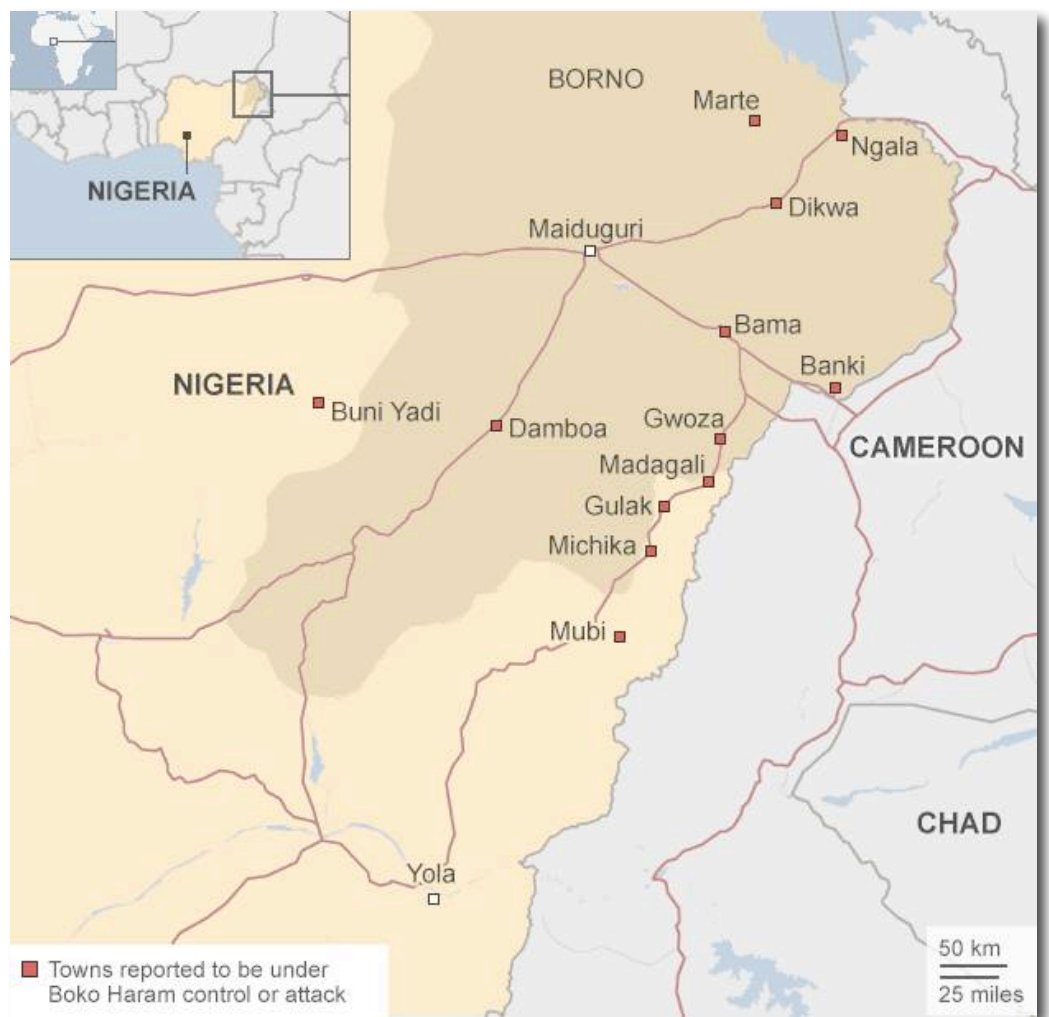 BORNO
Marte
Ngala
NIGERIA
Dikwa
Maiduguri
Bama
Banki
NIGERIA
Buni Yadi
Damboa
Gwoza
CAMEROON
Madagali
Gulak
Michika
Mubi
CHAD
Yola
50 km
25 miles
Towns reported to be under
Boko Haram control or attack